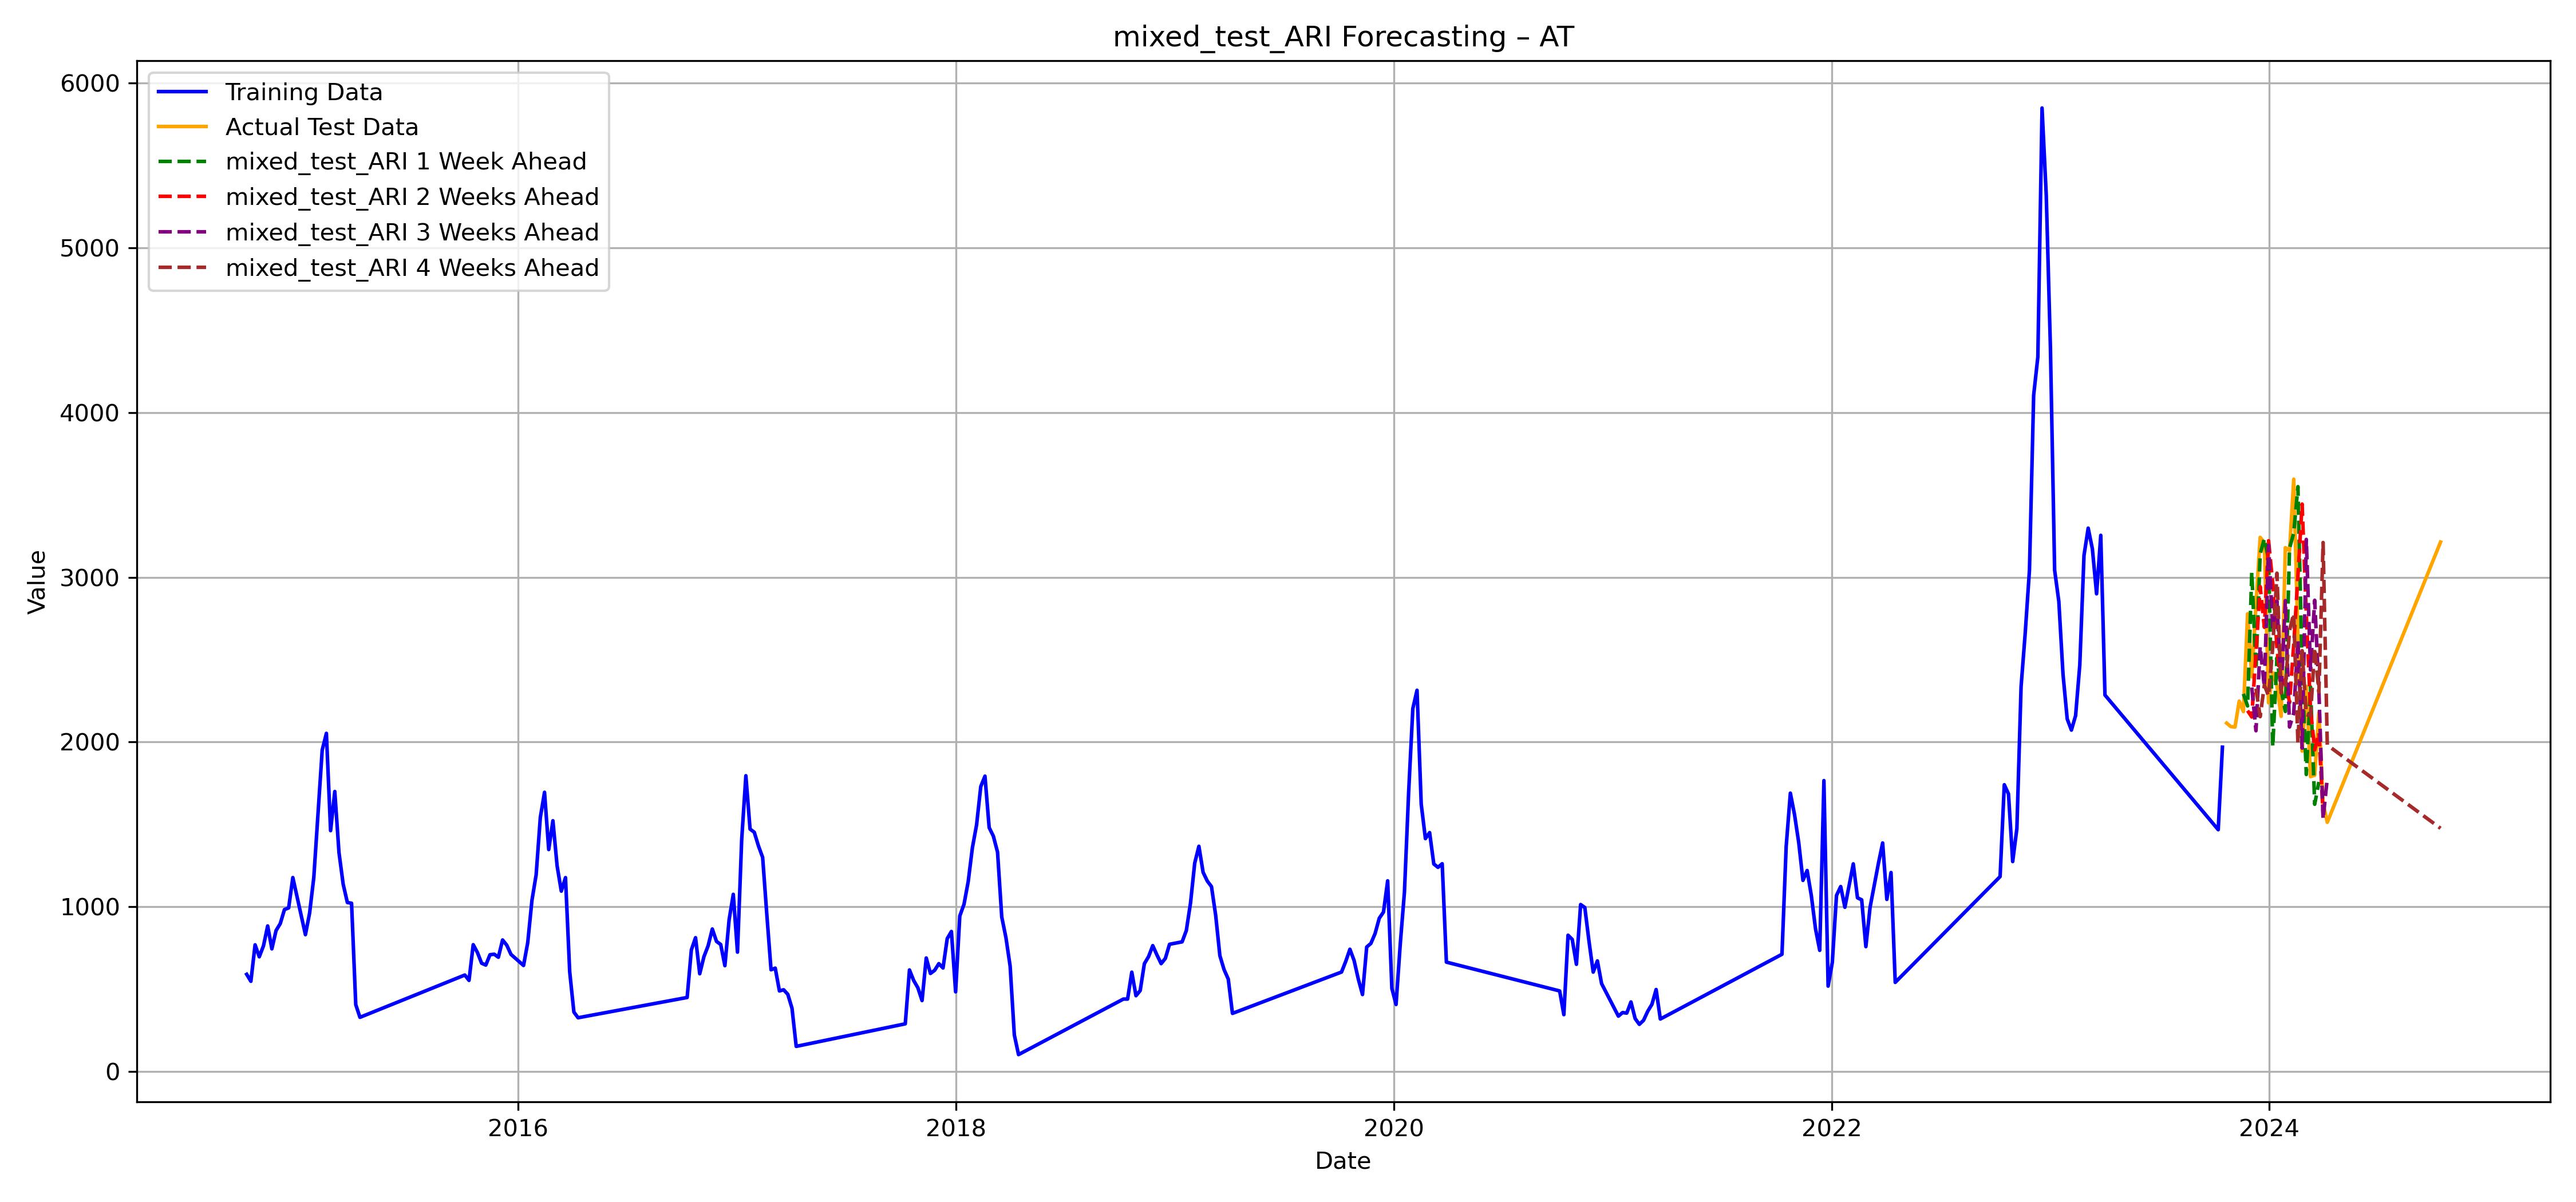 mixed_test_ARI Forecasting – AT
Training Data
Actual Test Data
mixed_test_ARI 1 Week Ahead
mixed_test_ARI 2 Weeks Ahead
mixed_test_ARI 3 Weeks Ahead
mixed_test_ARI 4 Weeks Ahead
Value
6000
5000
4000
3000
2000
1000
0
2016 2018 2020 2022 2024
Date